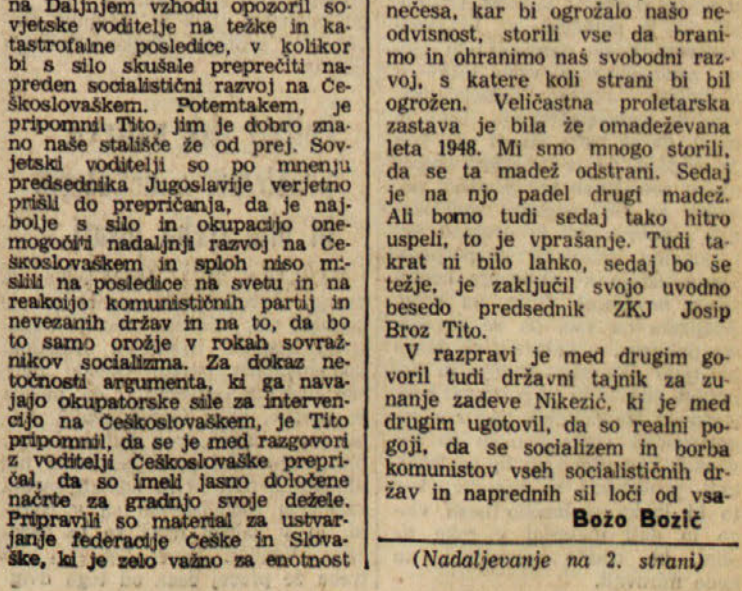 na Daljnjem vzhodu opozoril so-
vjetske voditelje na težke in ka-
tastrofalne posledice, v kolikor
bi s silo skušale preprečiti na-
preden socialistični razvoj na Če-
škoslovaškem. Potemtakem, je
pripomnil Tito, jim je dobro zna-
no naše stališče že od prej. Sov-
jetski voditelji so po mnenju
predsednika Jugoslavije verjetno
prišli do prepričanja, da je naj-
bolje s silo in okupacijo one-
mogočiti nadaljnji razvoj na Če-
škoslovaškem in sploh niso mi-
slili na posledice na svetu in na
reakcijo komunističnih partij in
nevezanih držav in na to, da bo
to samo orožje v rokah sovraž-
nikov socializma. Za dokaz ne-
točnosti argumenta, ki ga nava-
jajo okupatorske sile za interven-
cijo na Češkoslovaškem, je Tito
pripomnil, da se je med razgovori
z voditelji Češkoslovaške prepri-
čal, da so imeli jasno določene
načrte za gradnjo svoje dežele.
Pripravili so material za ustvar-
janje federacije Češke in Slova-
ške, ki je zelo važno za enotnost
nečesa, kar bi ogrožalo našo ne-
odvisnost, storili vse da brani-
mo in ohranimo naš svobodni raz-
voj, s katere koli strani bi bil
ogrožen. Veličastna proletarska
zastava je bila že omadeževana
leta 1948. Mi smo mnogo storili,
da se ta madež odstrani. Sedaj
je na njo padel drugi madež.
Ali bomo tudi sedaj tako hitro
uspeli, to je vprašanje. Tudi ta-
krat ni bilo lahko, sedaj bo še
težje, je zaključil svojo uvodno
besedo predsednik ZKJ Josip
Broz Tito.
V razpravi je med drugim go-
voril tudi državni tajnik za zu-
nanje zadeve Nikezić, ki je med
drugim ugotovil, da so realni po-
goji, da se socializem in borba
komunistov vseh socialističnih dr-
žav in naprednih sil loči od vsa-
Božo Božič
(Nadaljevanje na 2. strani)